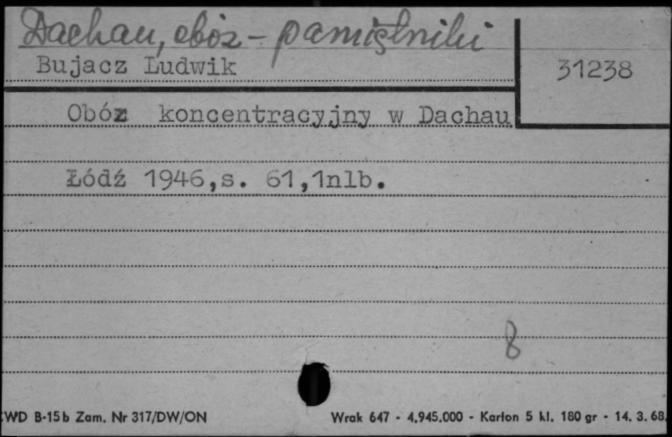 Dachau, obóz - pamiętniki
Bujacz Ludwik
31238
Obóz koncentracyjny w Dachau
Łódź 1946,s. 61,1nlb.
8
WD B-15b Zam. Nr 317/DW/ON
Wrak 647 - 4.945.000 - Karton 5 kl. 180 gr - 14. 3. 68.